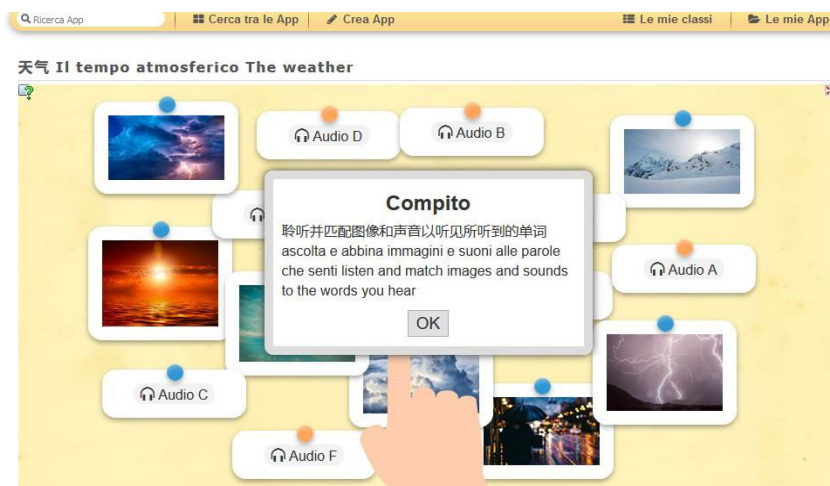 Ricerca App
Cerca tra le App
Crea App
Le mie classi
Le mie App
天气 Il tempo atmosferico The weather
Audio D
Audio B
Audio A
Compito
聆听并匹配图像和声音以听见所听到的单词
ascolta e abbina immagini e suoni alle parole
che senti listen and match images and sounds
to the words you hear
OK
Audio C
Audio F